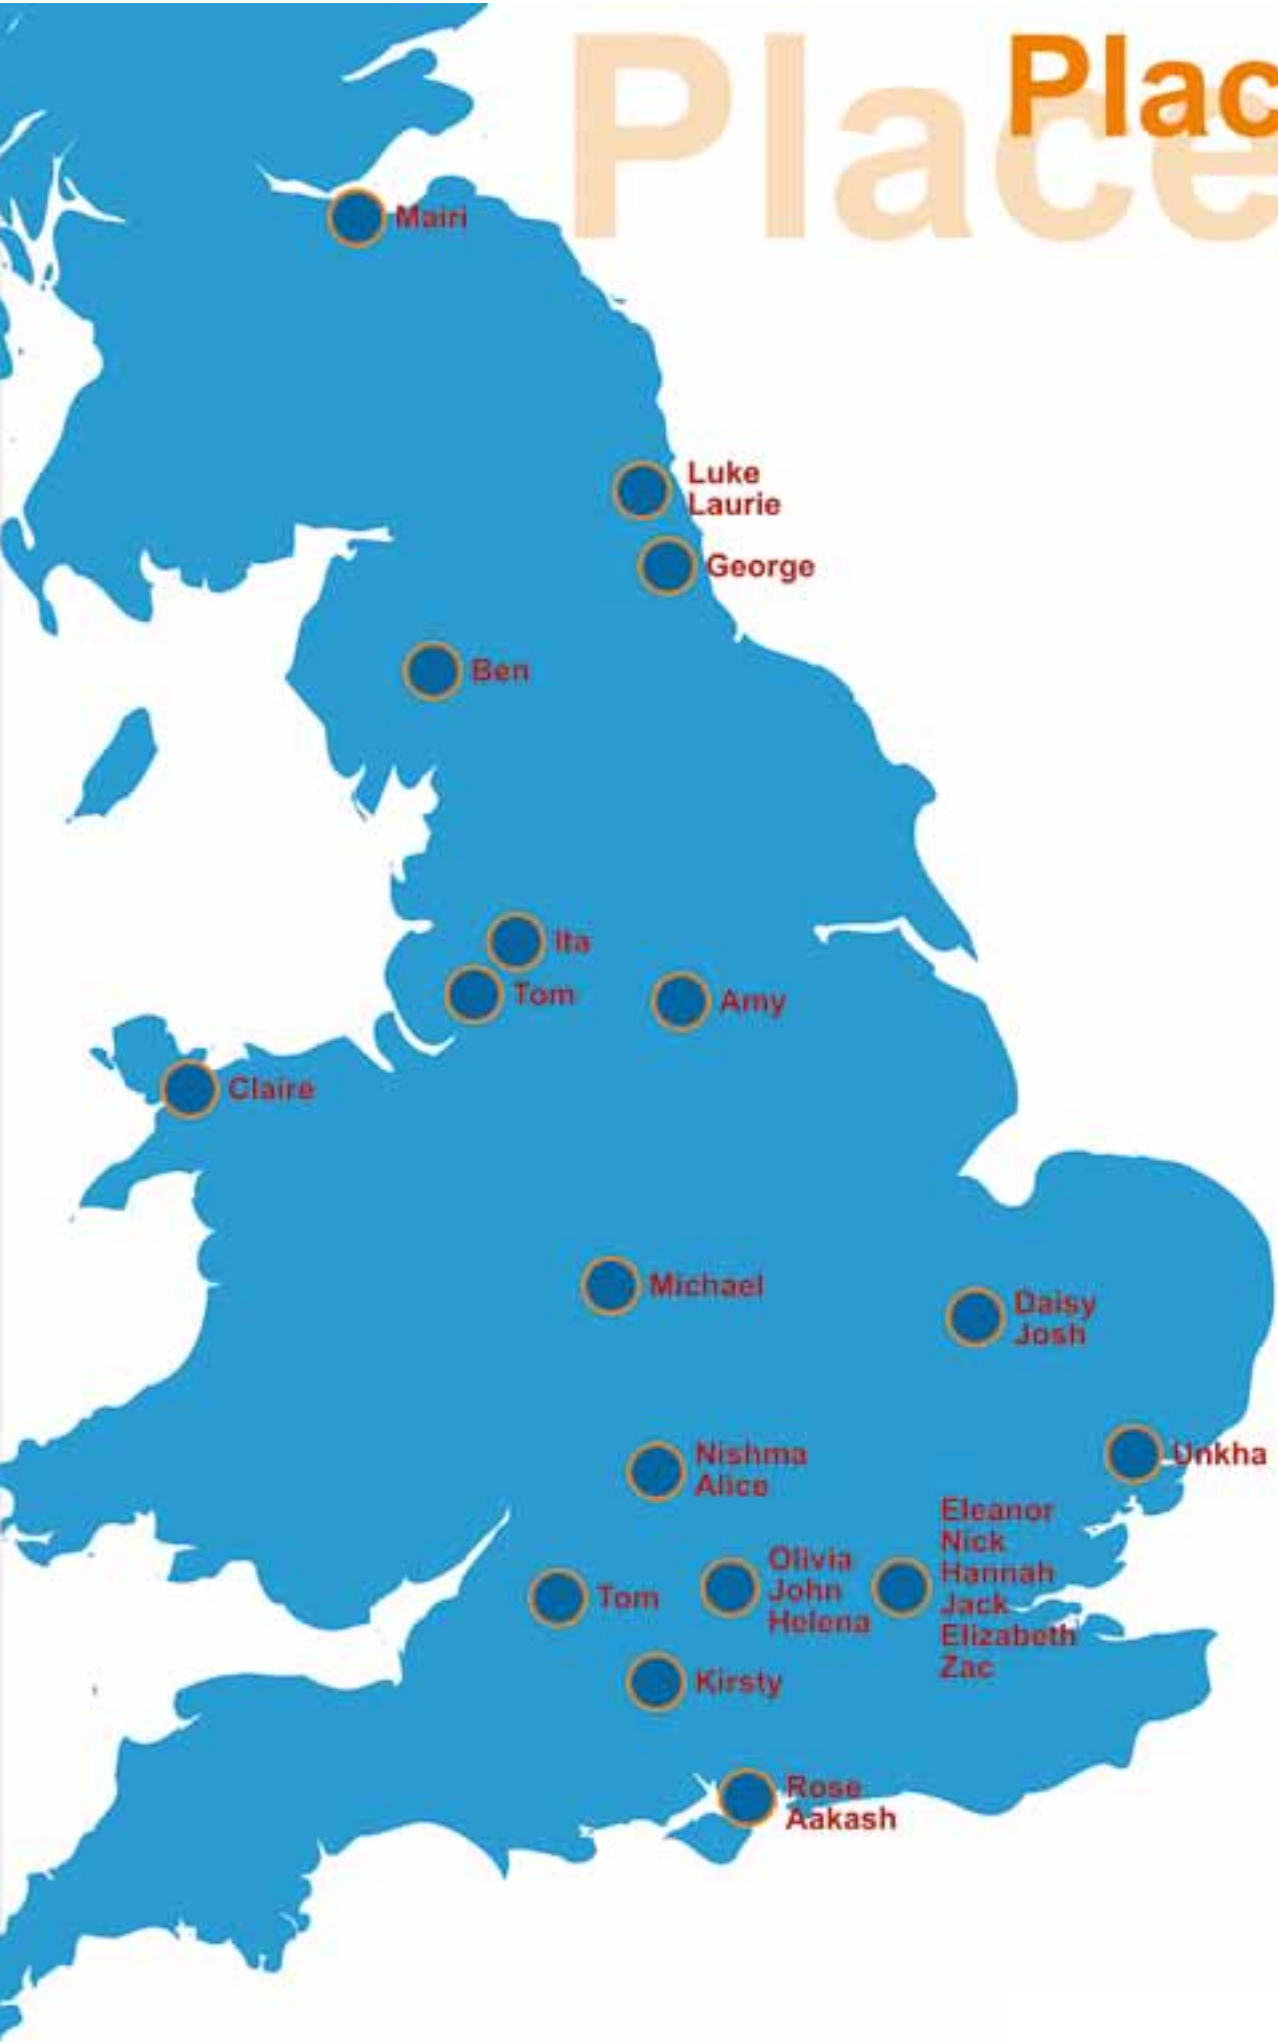 Place
Plac
Mairi
Luke
Laurie
George
Ben
Ita
Tom
Amy
Claire
Michael
Daisy
Josh
Unkha
Nishma
Alice
Eleanor
Nick
Hannah
Jack
Elizabeth
Zac
Olivia
John
Helena
Tom
Kirsty
Rose
Aakash